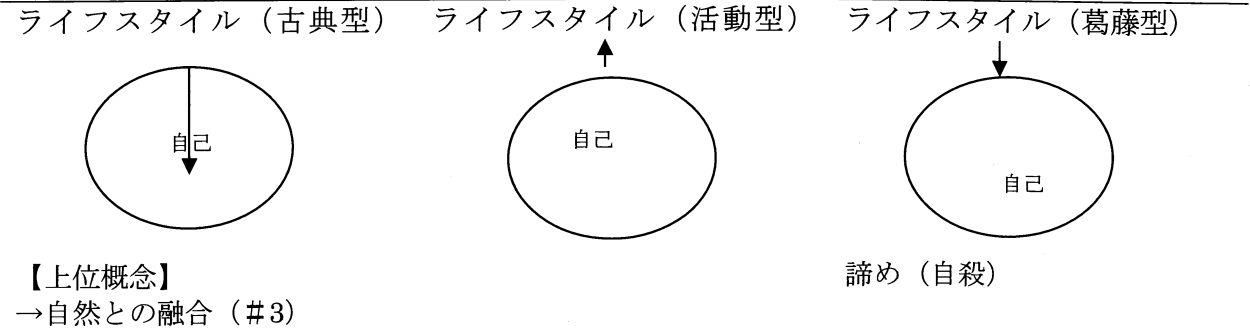 ライフスタイル（古典型）
ライフスタイル（活動型）
ライフスタイル（葛藤型）
自己
自己
自己
【上位概念】
→自然との融合（＃3）
諦め（自殺）